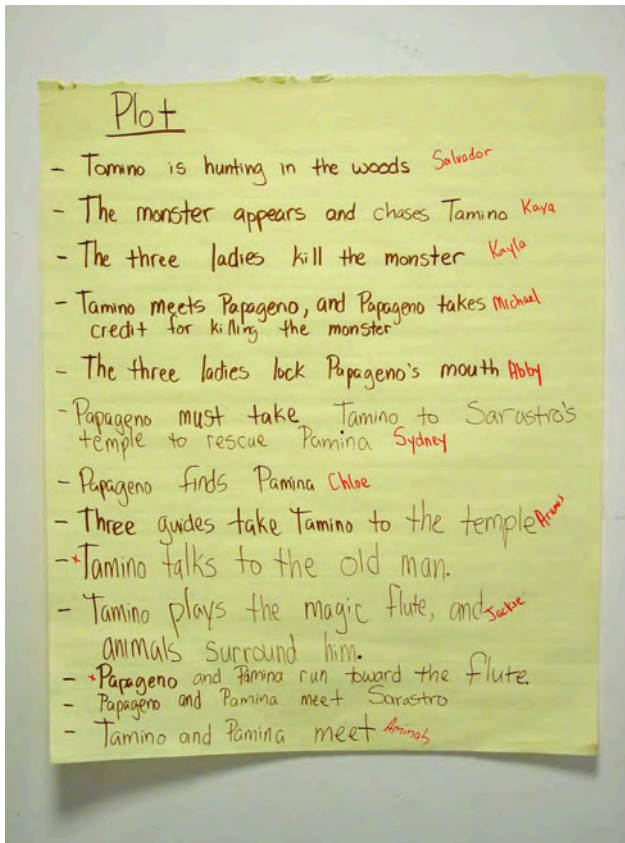 Plot
- Tamino is hunting in the woods Salvador
- The monster appears and chases Tamino Kaya
- The three ladies kill the monster Kayla
- Tamino meets Papageno, and Papageno takes Michael
credit for killing the monster
- The three ladies lock Papageno's mouth Abby
- Papageno must take Tamino to Sarastro's
temple to rescue Pamina Sydney
- Papageno finds Pamina Chloe
- Three guides take Tamino to the temple
- * Tamino talks to the old man.
- Tamino plays the magic flute, and Jackie
animals surround him.
- * Papageno and Pamina run toward the flute.
- Papageno and Pamina meet Sarastro
- Tamino and Pamina meet Aminah